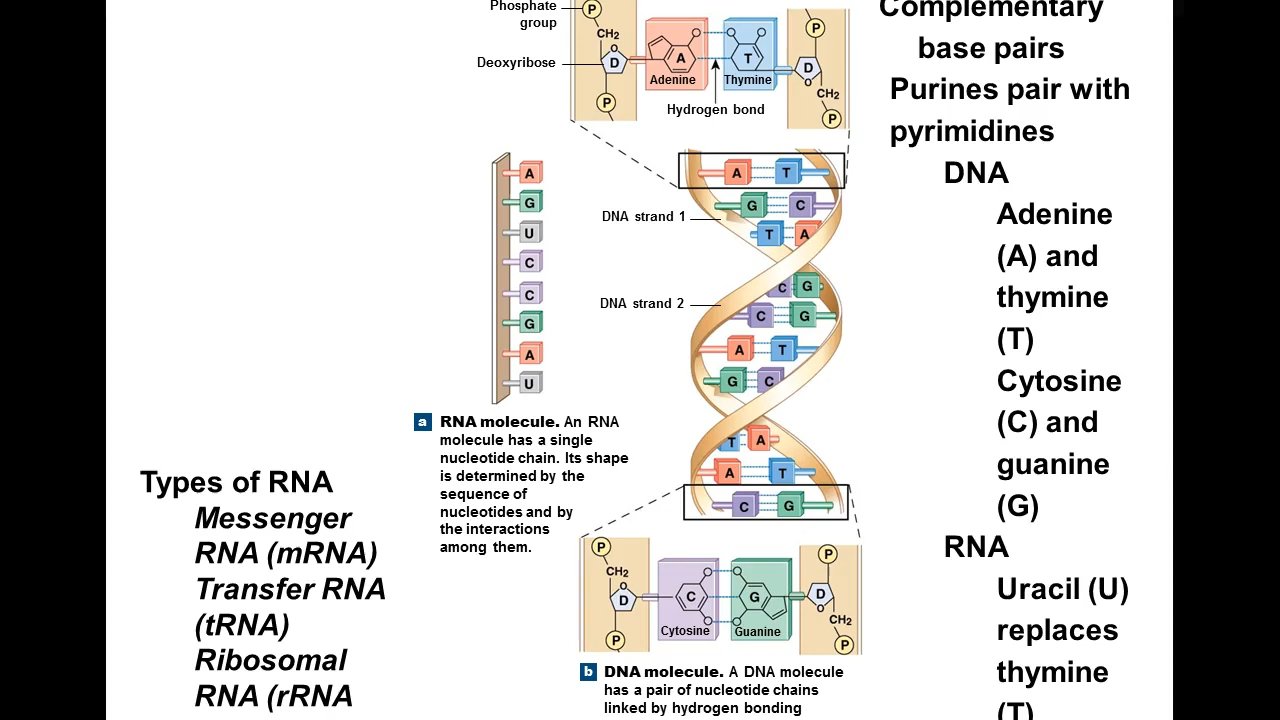 Phosphate
group
Deoxyribose
P
CH2
O
D
P
A
Adenine
T
Thymine
Hydrogen bond
P
D
O
CH2
P
A
G
U
C
C
G
A
U
a RNA molecule. An RNA
molecule has a single
nucleotide chain. Its shape
is determined by the
sequence of
nucleotides and by
the interactions
among them.
Types of RNA
Messenger
RNA (mRNA)
Transfer RNA
(tRNA)
Ribosomal
RNA (rRNA
DNA strand 1
DNA strand 2
A T
G C
T A
C G
C G
A T
G C
T A
A T
C G
P
CH2
O
D
P
C
Cytosine
G
Guanine
P
D
O
CH2
P
b DNA molecule. A DNA molecule
has a pair of nucleotide chains
linked by hydrogen bonding
Complementary
base pairs
Purines pair with
pyrimidines
DNA
Adenine
(A) and
thymine
(T)
Cytosine
(C) and
guanine
(G)
RNA
Uracil (U)
replaces
thymine
(T)